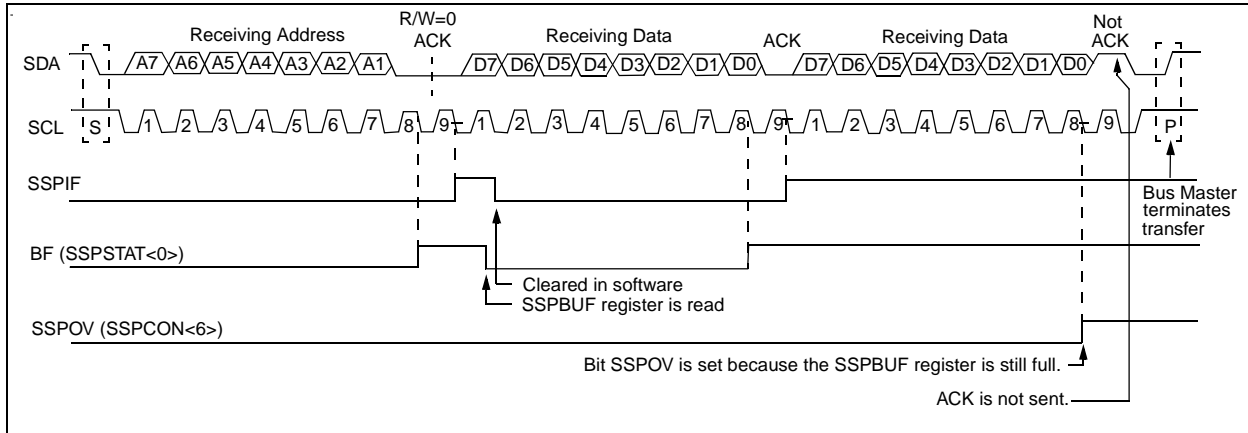 R/W=0
Not
Receiving Address ACK Receiving Data ACK Receiving Data ACK
SDA A7 A6 A5 A4 A3 A2 A1 D7 D6 D5 D4 D3 D2 D1 D0 D7 D6 D5 D4 D3 D2 D1 D0
SCL S 1 2 3 4 5 6 7 8 9 1 2 3 4 5 6 7 8 9 1 2 3 4 5 6 7 8 9 P
SSPIF
Bus Master
terminates
transfer
BF (SSPSTAT<0>)
Cleared in software
SSPBUF register is read
SSPOV (SSPCON<6>)
Bit SSPOV is set because the SSPBUF register is still full.
ACK is not sent.